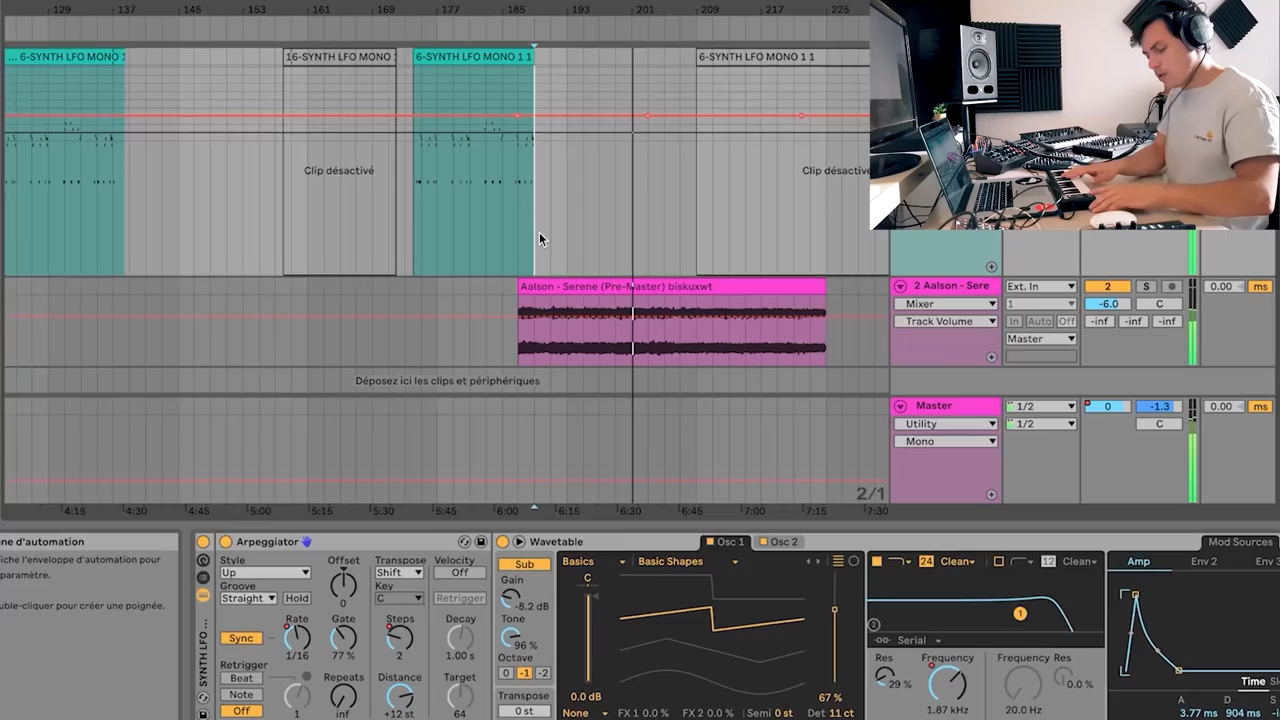 129 137 145 153 161 169 177 185 193 201 209 217 225
... 6-SYNTH LFO MONO 1
16-SYNTH LFO MONO
6-SYNTH LFO MONO 1 1
6-SYNTH LFO MONO 1 1
Clip désactivé
Clip désactivé
Aalson - Serene (Pre-Master) biskuxwt
2 Aalson - Sere
Ext. In
2
S
0.00
ms
Mixer
1
-6.0
C
Track Volume
In Auto Off
-inf -inf -inf
Master
Déposez ici les clips et périphériques
Master
1/2
0
-1.3
0.00
ms
Utility
1/2
C
Mono
2/1
4:15 4:30 4:45 5:00 5:15 5:30 5:45 6:00 6:15 6:30 6:45 7:00 7:15 7:30
ne d'automation
fiche l'enveloppe d'automation pour
paramètre.
uble-cliquer pour créer une poignée.
SYNTH LFO ...
Arpeggiator
Style
Up
Groove
Straight
Hold
Offset
0
Transpose
Shift
Key
C
Velocity
Off
Retrigger
Sync
Rate
1/16
Gate
77 %
Steps
2
Decay
1.00 s
Retrigger
Beat
Note
Off
1
Repeats
inf
Distance
+12 st
Target
64
Wavetable
Osc 1
Osc 2
Sub
Gain
-8.2 dB
Tone
96 %
Octave
0 -1 -2
Transpose
0 st
Basics
Basic Shapes
C
0.0 dB
67 %
None
FX 1 0.0 %
FX 2 0.0 %
Semi 0 st
Det 11 ct
24
Clean
12
Clean
1
2
Serial
Res
29 %
Frequency
1.87 kHz
Frequency
20.0 Hz
Res
0.0 %
Mod Sources
Amp
Env 2
Env 3
Time
A
3.77 ms
D
904 ms
S